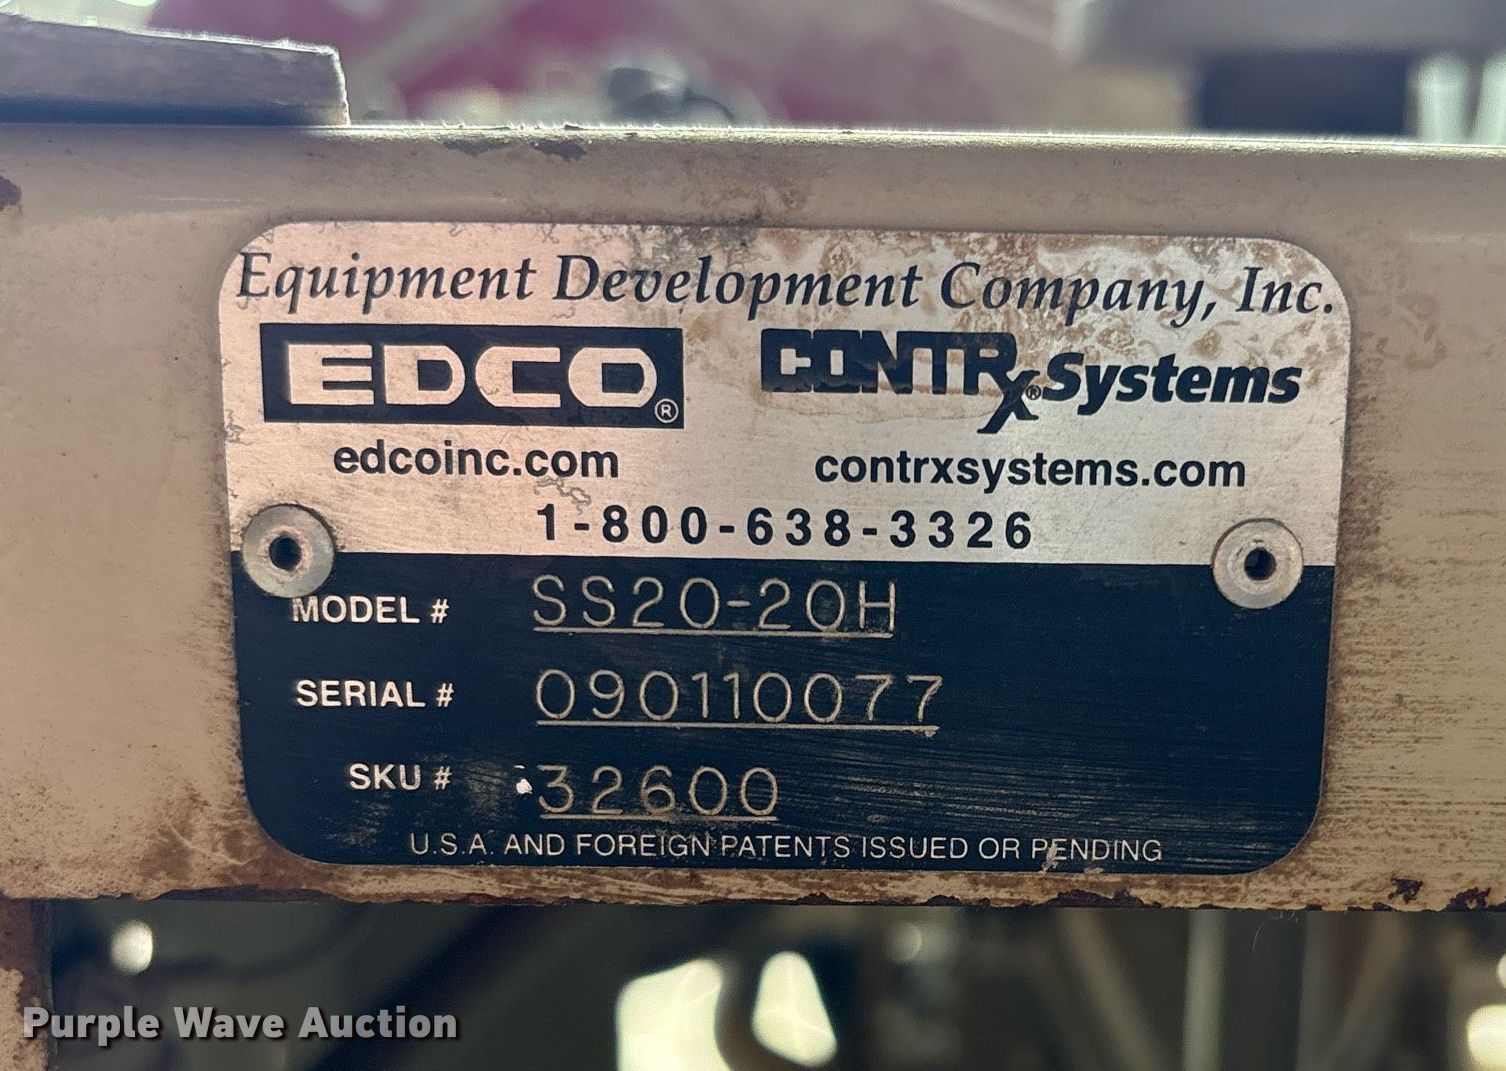 Equipment Development Company, Inc.
EDCO® CONTRx® Systems
edcoinc.com contrxsystems.com
1-800-638-3326
MODEL # SS20-20H
SERIAL # 090110077
SKU # 32600
U.S.A. AND FOREIGN PATENTS ISSUED OR PENDING
Purple Wave Auction